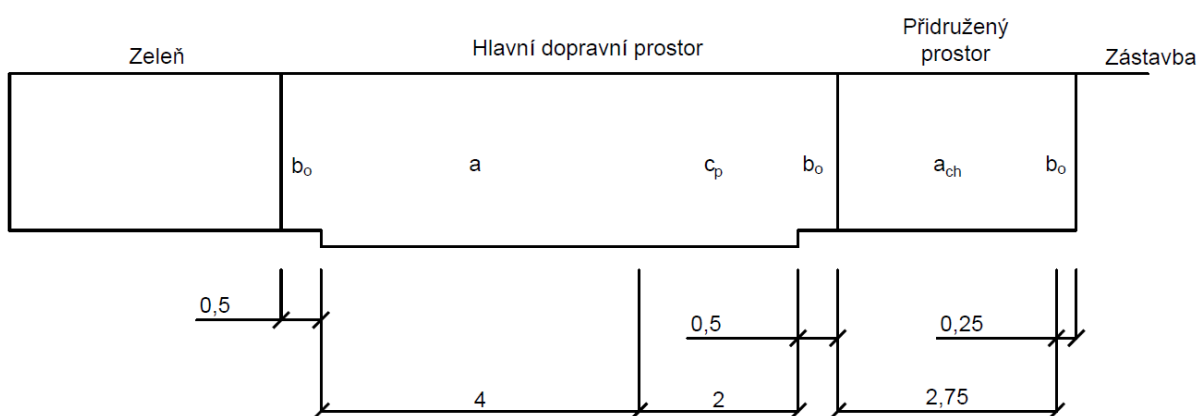 Zeleň
Hlavní dopravní prostor
Přidružený
prostor
Zástavba
bo
a
cp
bo
ach
bo
0,5
0,5
0,25
4
2
2,75